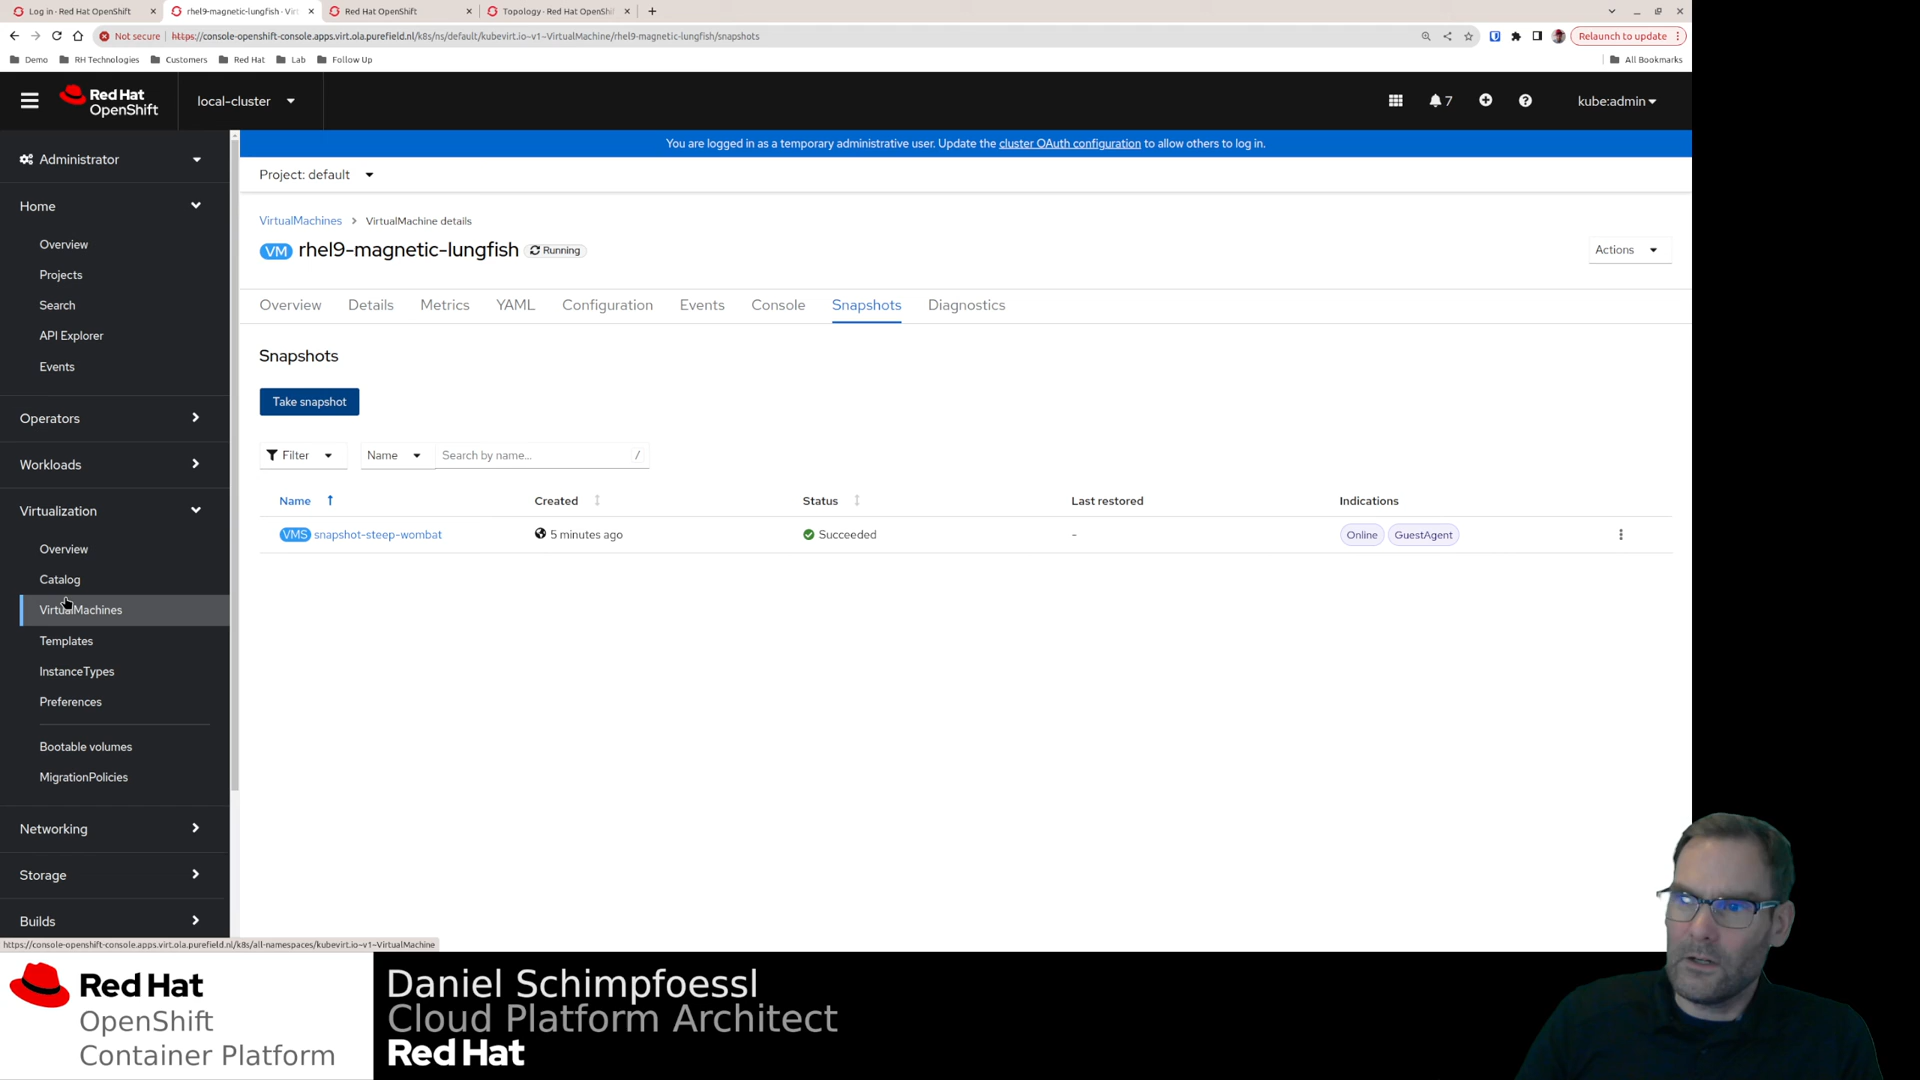 Log in · Red Hat OpenShift
rhel9-magnetic-lungfish · Virt
Red Hat OpenShift
Topology · Red Hat OpenShi
Not secure
https://console-openshift-console.apps.virt.ola.purefield.nl/k8s/ns/default/kubevirt.io~v1~VirtualMachine/rhel9-magnetic-lungfish/snapshots
Relaunch to update
Demo
RH Technologies
Customers
Red Hat
Lab
Follow Up
All Bookmarks
Red Hat
OpenShift
local-cluster
7
kube:admin
You are logged in as a temporary administrative user. Update the cluster OAuth configuration to allow others to log in.
Administrator
Home
Overview
Projects
Search
API Explorer
Events
Operators
Workloads
Virtualization
Overview
Catalog
VirtualMachines
Templates
InstanceTypes
Preferences
Bootable volumes
MigrationPolicies
Networking
Storage
Builds
Project: default
VirtualMachines
VirtualMachine details
VM rhel9-magnetic-lungfish
Running
Actions
Overview
Details
Metrics
YAML
Configuration
Events
Console
Snapshots
Diagnostics
Snapshots
Take snapshot
Filter
Name
Search by name...
/
Name
Created
Status
Last restored
Indications
VMS snapshot-steep-wombat
5 minutes ago
Succeeded
-
Online
GuestAgent
https://console-openshift-console.apps.virt.ola.purefield.nl/k8s/all-namespaces/kubevirt.io~v1~VirtualMachine
Red Hat
OpenShift
Container Platform
Daniel Schimpfoessl
Cloud Platform Architect
Red Hat